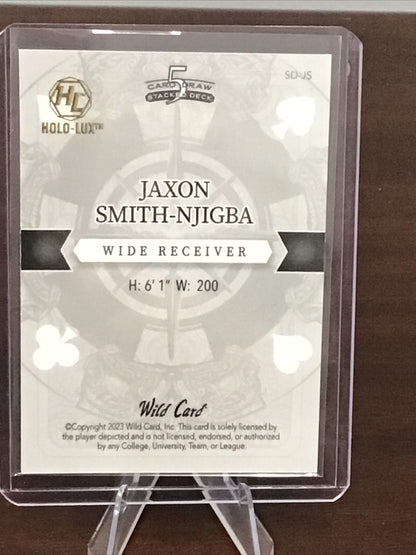 HC
HOLO-LUX™
5
CARD DRAW
STACKED DECK
SD-JS
JAXON
SMITH-NJIGBA
WIDE RECEIVER
H: 6' 1" W: 200
Wild Card®
©Copyright 2023 Wild Card, Inc. This card is solely licensed by
the player depicted and is not licensed, endorsed, or authorized
by any College, University, Team, or League.